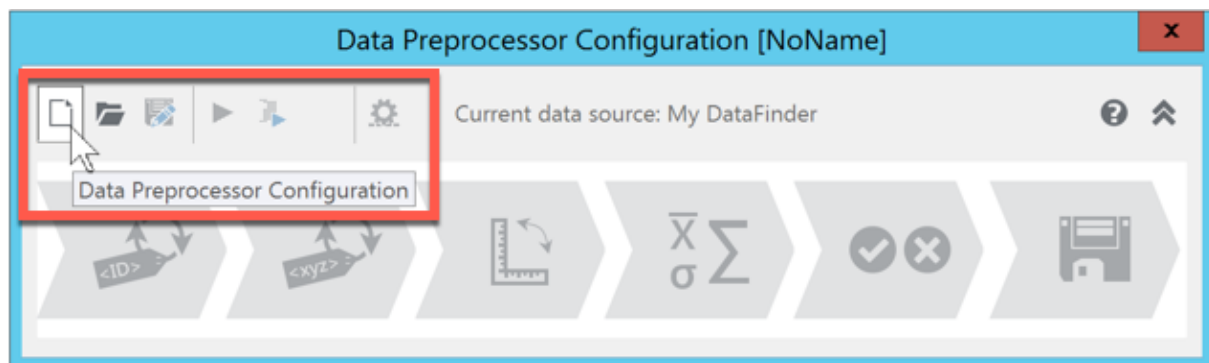 Data Preprocessor Configuration [NoName]
x
Current data source: My DataFinder
?
Data Preprocessor Configuration
<ID>
<xyz>
X Σ
σ